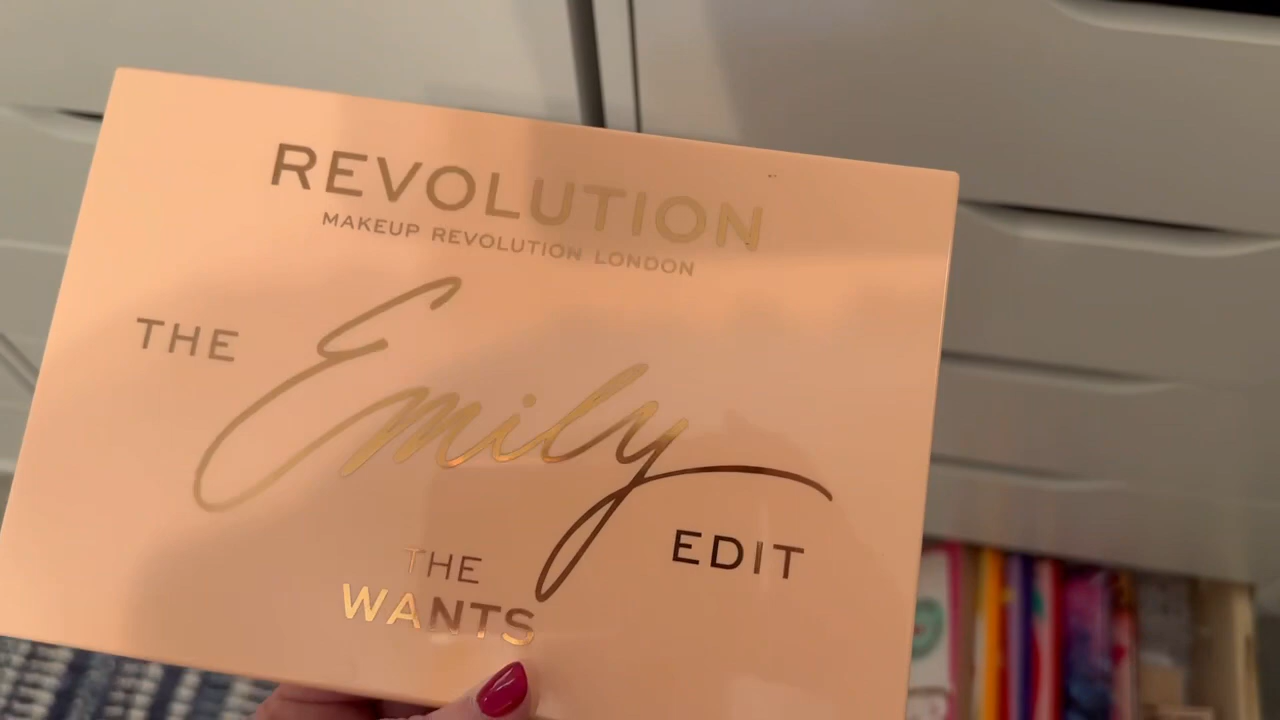 REVOLUTION
MAKEUP REVOLUTION LONDON
THE Emily EDIT
THE
WANTS